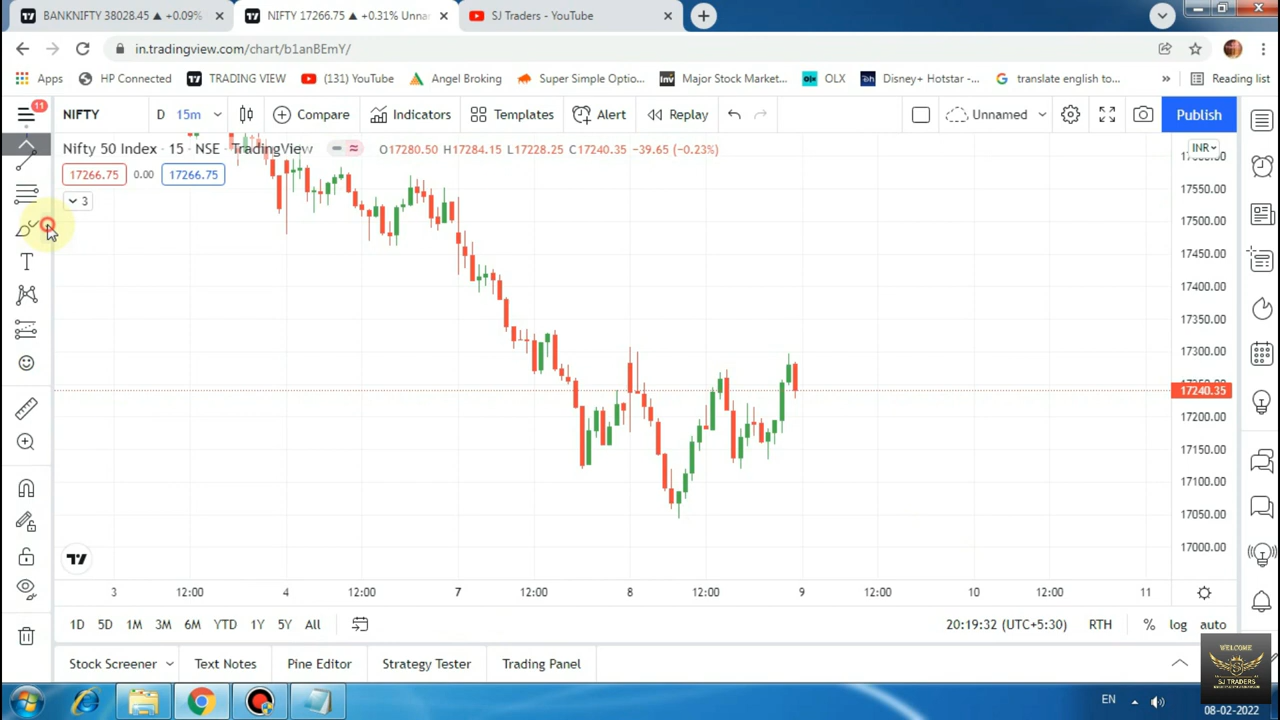 BANKNIFTY 38028.45 ▲ +0.09%
NIFTY 17266.75 ▲ +0.31% Unna
SJ Traders - YouTube
in.tradingview.com/chart/b1anBEmY/
Apps HP Connected TRADING VIEW (131) YouTube Angel Broking Super Simple Optio... Major Stock Market... OLX Disney+ Hotstar -... translate english to... » Reading list
11
NIFTY D 15m Compare Indicators Templates Alert Replay Unnamed Publish
Nifty 50 Index · 15 · NSE TradingView O17280.50 H17284.15 L17228.25 C17240.35 -39.65 (-0.23%)
INR
17266.75 0.00 17266.75
3
17550.00
17500.00
17450.00
17400.00
17350.00
17300.00
17240.35
17200.00
17150.00
17100.00
17050.00
17000.00
3 12:00 4 12:00 7 12:00 8 12:00 9 12:00 10 12:00 11
1D 5D 1M 3M 6M YTD 1Y 5Y All 20:19:32 (UTC+5:30) RTH % log auto
Stock Screener Text Notes Pine Editor Strategy Tester Trading Panel
WELCOME
SJ TRADERS
EN
08-02-2022